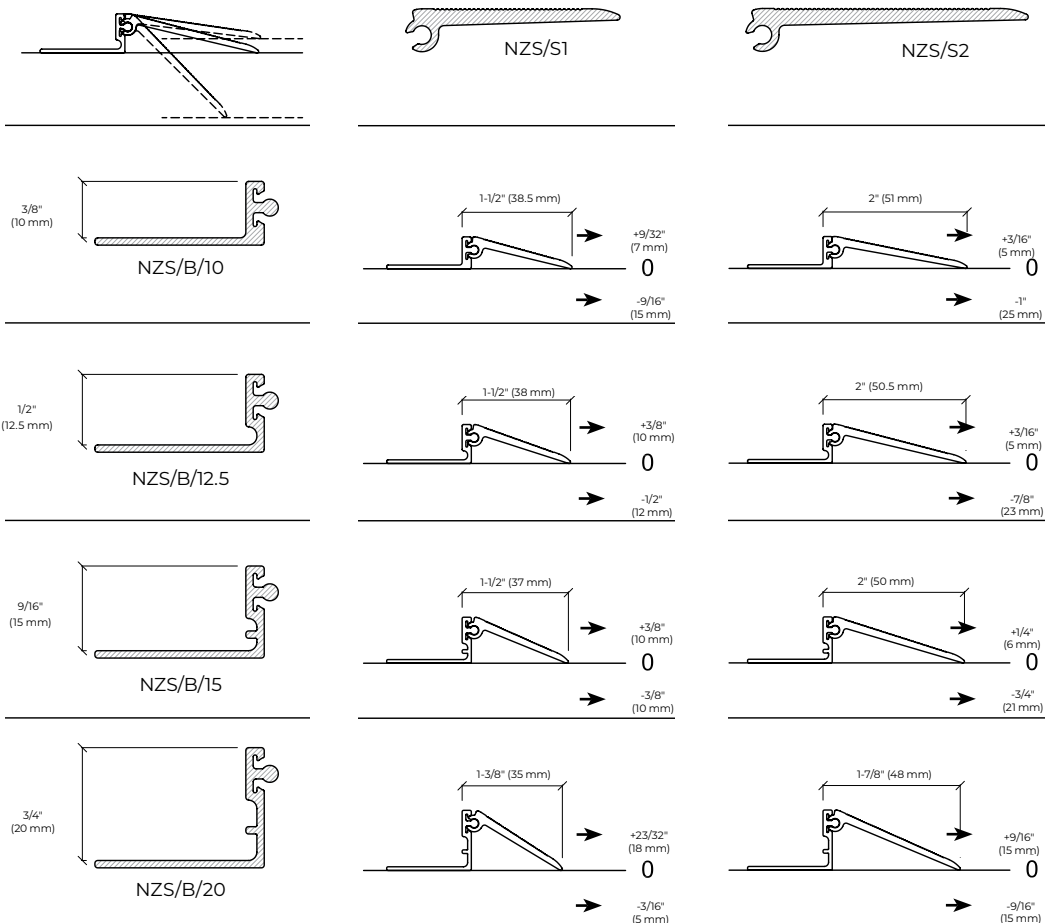 NZS/S1
NZS/S2
3/8"
(10 mm)
NZS/B/10
1-1/2" (38.5 mm)
+9/32"
(7 mm)
0
-9/16"
(15 mm)
2" (51 mm)
+3/16"
(5 mm)
0
-1"
(25 mm)
1/2"
(12.5 mm)
NZS/B/12.5
1-1/2" (38 mm)
+3/8"
(10 mm)
0
-1/2"
(12 mm)
2" (50.5 mm)
+3/16"
(5 mm)
0
-7/8"
(23 mm)
9/16"
(15 mm)
NZS/B/15
1-1/2" (37 mm)
+3/8"
(10 mm)
0
-3/8"
(10 mm)
2" (50 mm)
+1/4"
(6 mm)
0
-3/4"
(21 mm)
3/4"
(20 mm)
NZS/B/20
1-3/8" (35 mm)
+23/32"
(18 mm)
0
-3/16"
(5 mm)
1-7/8" (48 mm)
+9/16"
(15 mm)
0
-9/16"
(15 mm)